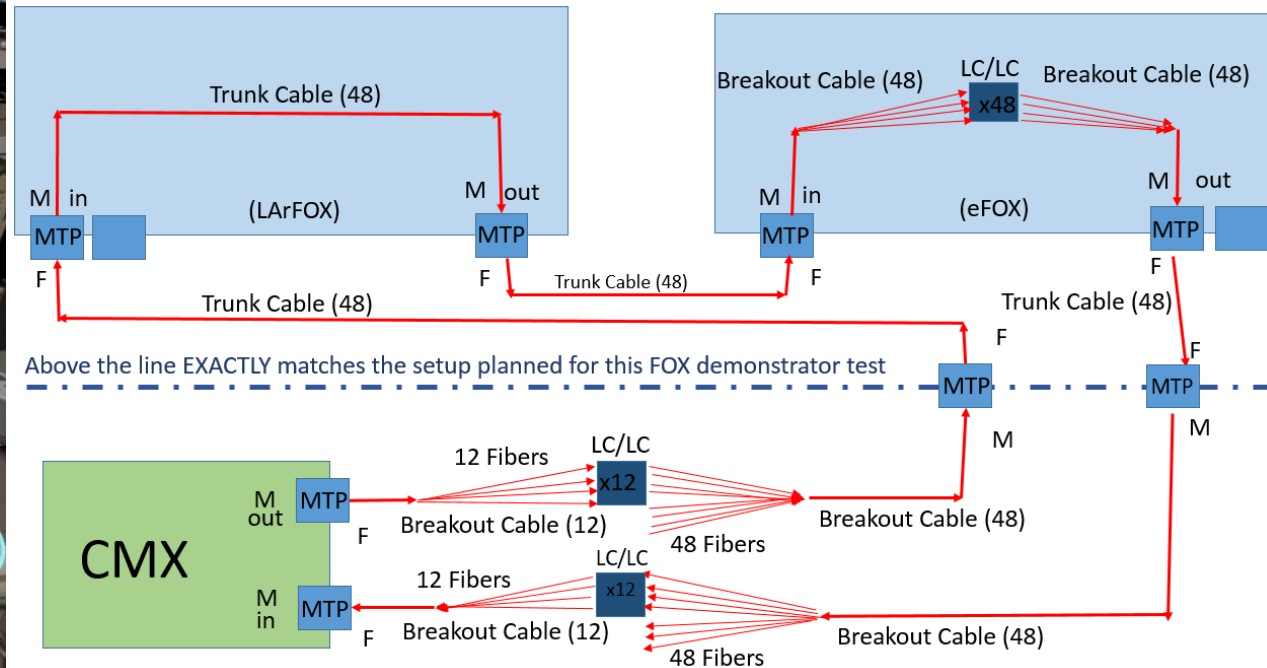 Trunk Cable (48)
M in
M out
(LArFOX)
MTP
MTP
F
F
Breakout Cable (48)
LC/LC
x48
Breakout Cable (48)
M in
M out
(eFOX)
MTP
MTP
F
F
Trunk Cable (48)
Trunk Cable (48)
Trunk Cable (48)
F
F
Above the line EXACTLY matches the setup planned for this FOX demonstrator test
MTP
MTP
M
M
12 Fibers
LC/LC
x12
M
out
MTP
F
Breakout Cable (12)
48 Fibers
Breakout Cable (48)
CMX
12 Fibers
LC/LC
x12
M
in
MTP
F
Breakout Cable (12)
48 Fibers
Breakout Cable (48)